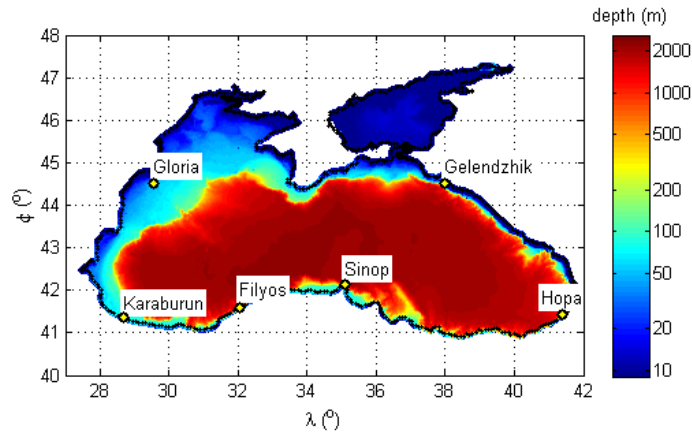 depth (m)
48
47
46
45
44
43
42
41
40
φ (º)
Gloria
Gelendzhik
Sinop
Filyos
Karaburun
Hopa
28
30
32
34
36
38
40
42
λ (º)
2000
1000
500
200
100
50
20
10